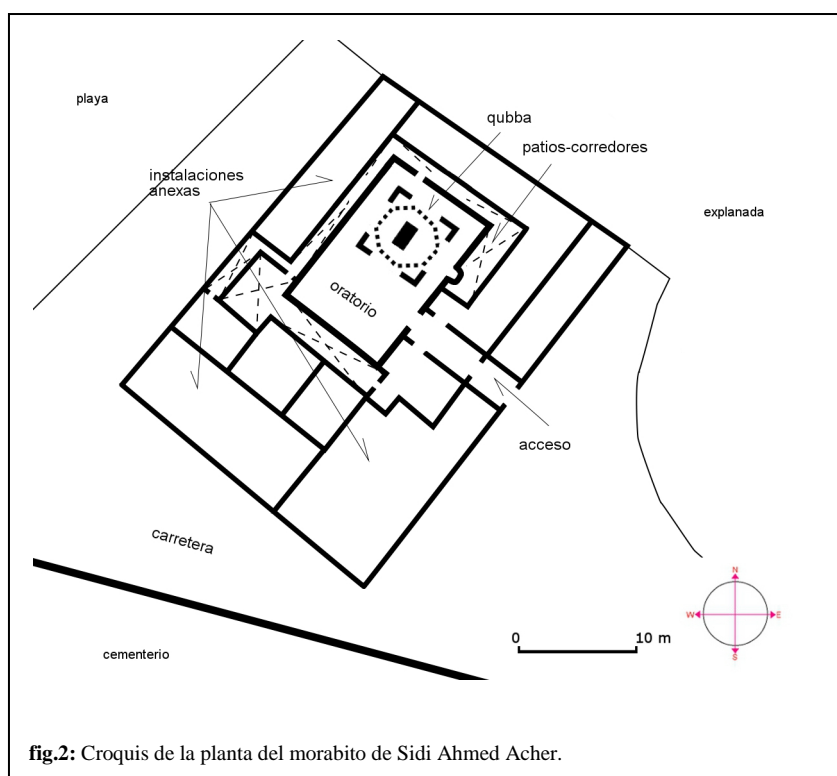 playa
qubba
patios-corredores
instalaciones
anexas
explanada
oratorio
acceso
carretera
N
W E
S
0 10 m
cementerio
fig.2: Croquis de la planta del morabito de Sidi Ahmed Acher.